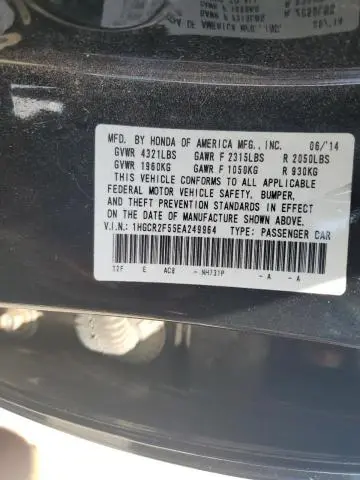 MFD. BY HONDA OF AMERICA MFG., INC. 06/14
GVWR 4321LBS GAWR F 2315LBS R 2050LBS
GVWR 1960KG GAWR F 1050KG R 930KG
THIS VEHICLE CONFORMS TO ALL APPLICABLE
FEDERAL MOTOR VEHICLE SAFETY, BUMPER,
AND THEFT PREVENTION STANDARDS IN EFFECT
ON THE DATE OF MANUFACTURE SHOWN ABOVE.
V.I.N.: 1HGCR2F55EA249964 TYPE: PASSENGER CAR
12F E AC8 - NH731P - A - A